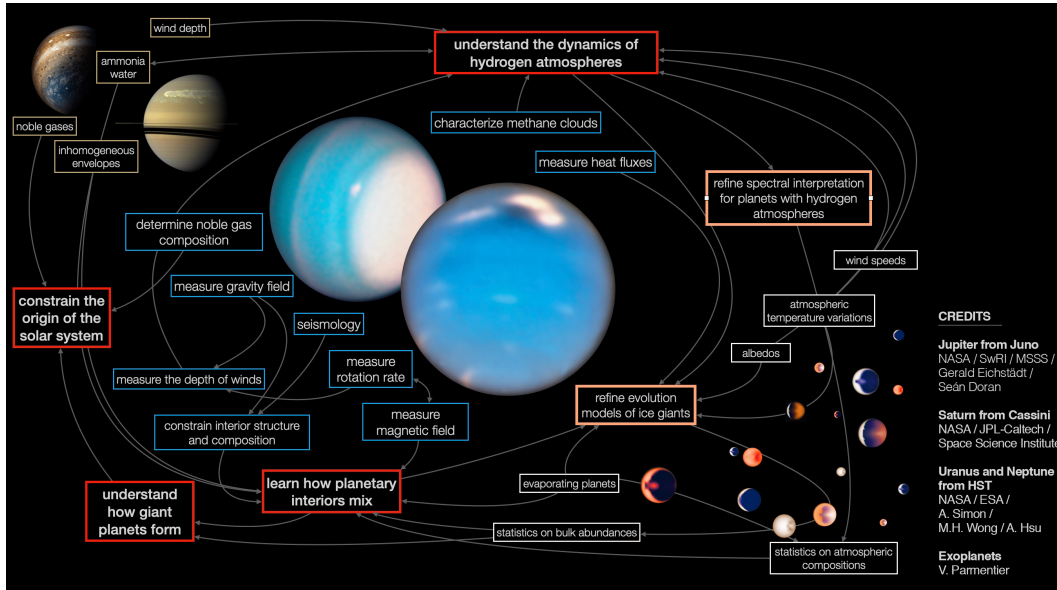 wind depth
understand the dynamics of
hydrogen atmospheres
ammonia
water
noble gases
characterize methane clouds
inhomogeneous
envelopes
measure heat fluxes
refine spectral interpretation
for planets with hydrogen
atmospheres
determine noble gas
composition
wind speeds
measure gravity field
constrain the
origin of the
solar system
seismology
atmospheric
temperature variations
measure
rotation rate
albedos
measure the depth of winds
refine evolution
models of ice giants
measure
magnetic field
constrain interior structure
and composition
learn how planetary
interiors mix
evaporating planets
understand
how giant
planets form
statistics on bulk abundances
statistics on atmospheric
compositions
CREDITS
Jupiter from Juno
NASA / SwRI / MSSS /
Gerald Eichstädt /
Seán Doran
Saturn from Cassini
NASA / JPL-Caltech /
Space Science Institute
Uranus and Neptune
from HST
NASA / ESA /
A. Simon /
M.H. Wong / A. Hsu
Exoplanets
V. Parmentier